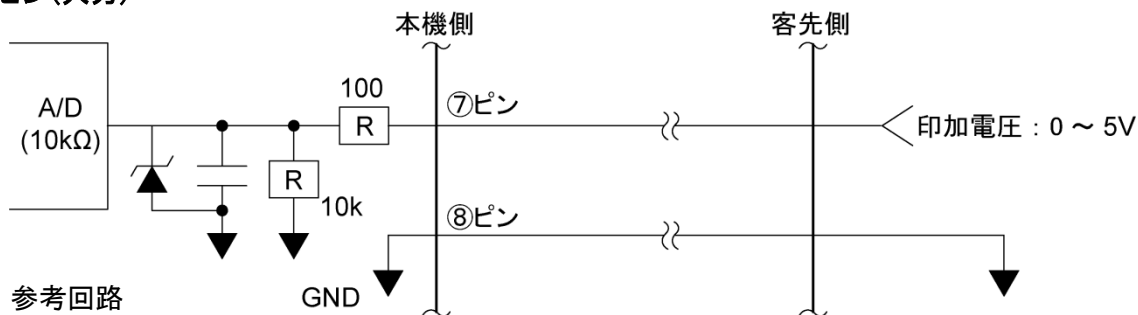 ピン(入力)
本機側
客先側
A/D
(10kΩ)
100
R
⑦ピン
印加電圧：0 ～ 5V
R
10k
⑧ピン
参考回路
GND